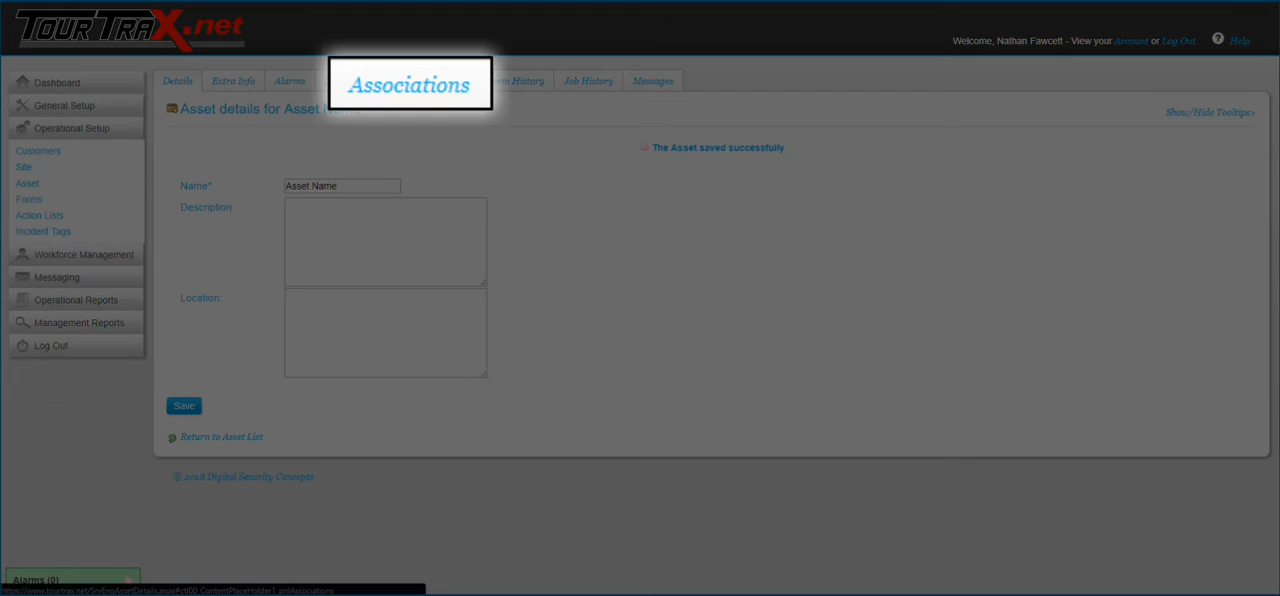 TOURTRAX.net
Welcome, Nathan Fawcett - View your Account or Log Out
Help
Dashboard
General Setup
Operational Setup
Customers
Site
Asset
Forms
Action Lists
Incident Tags
Workforce Management
Messaging
Operational Reports
Management Reports
Log Out
Details
Extra Info
Alarms
Associations
History
Job History
Messages
Asset details for Asset
Show/Hide Tooltips>
The Asset saved successfully
Name*
Asset Name
Description
Location:
Save
Return to Asset List
© 2018 Digital Security Concepts
Alarms (0)